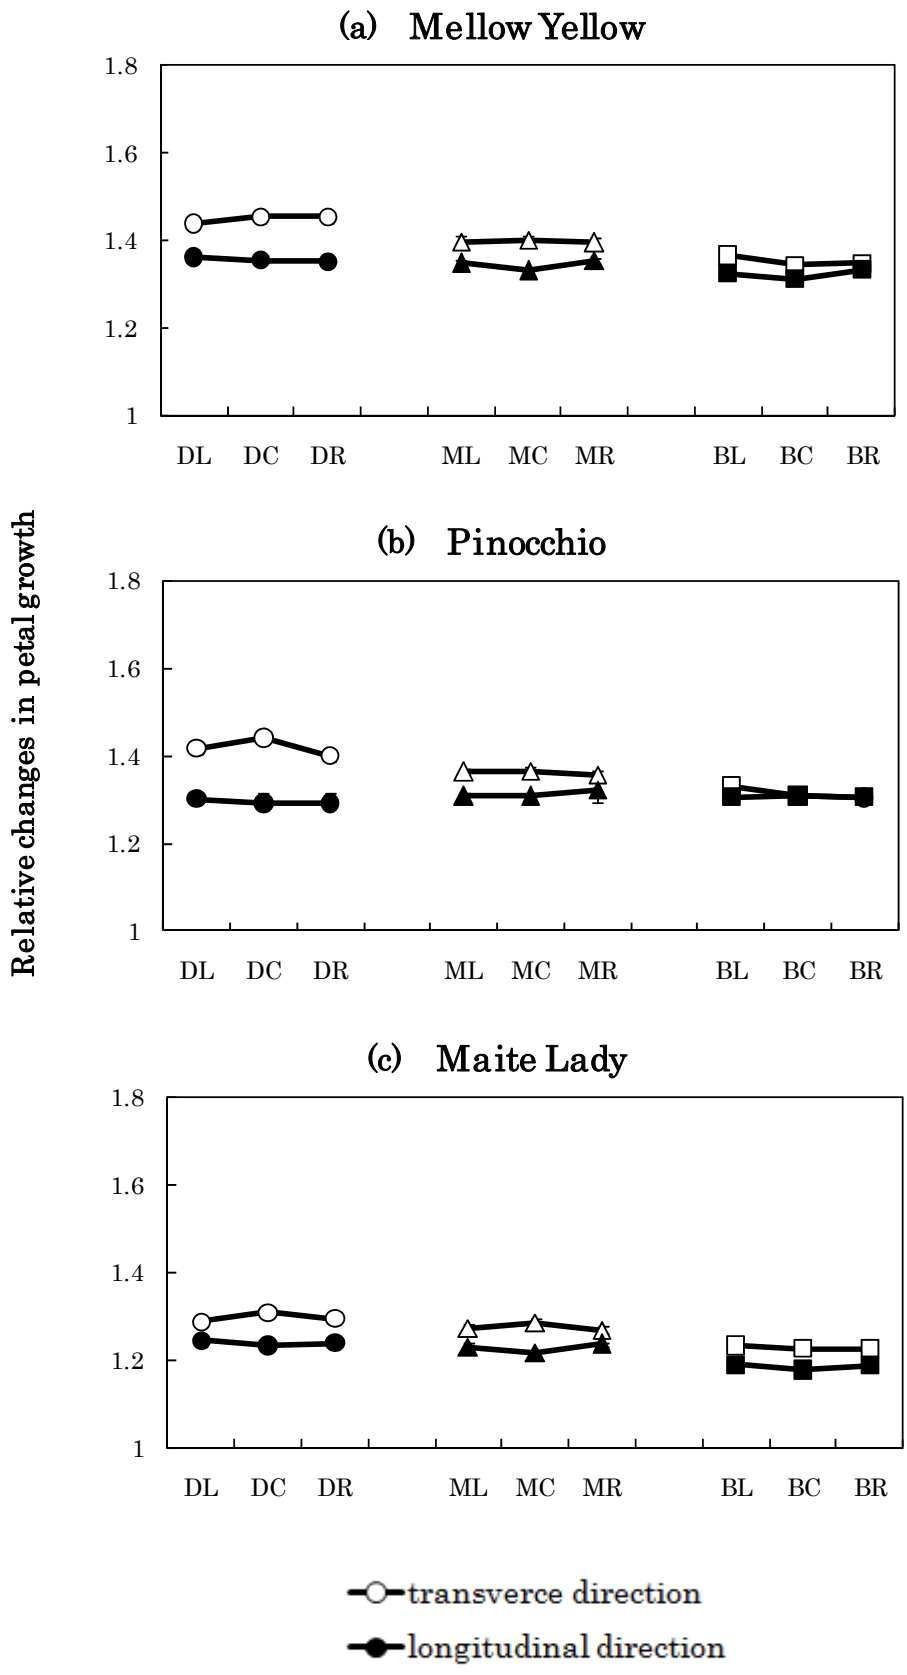 (a) Mellow Yellow
1.8
1.6
1.4
1.2
1
DL DC DR ML MC MR BL BC BR
Relative changes in petal growth
(b) Pinocchio
1.8
1.6
1.4
1.2
1
DL DC DR ML MC MR BL BC BR
(c) Maite Lady
1.8
1.6
1.4
1.2
1
DL DC DR ML MC MR BL BC BR
transverce direction
longitudinal direction